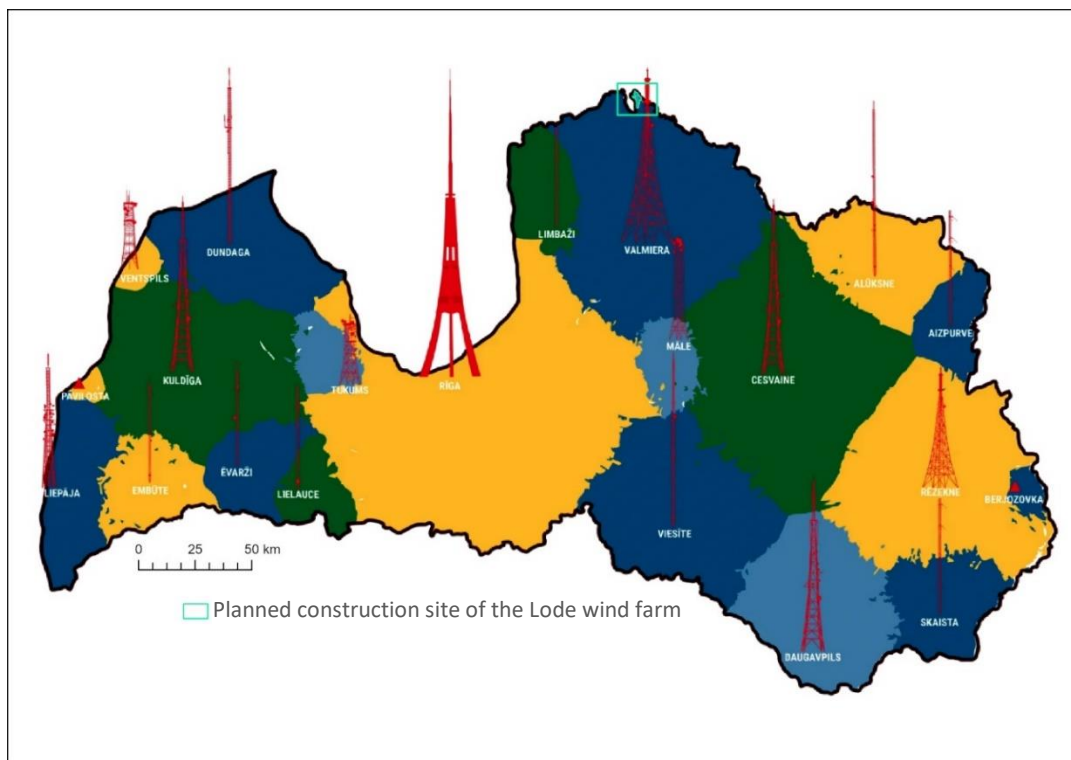 LIMBAŽI
VALMIERA
DUNDAGA
VENTSPILS
ALŪKSNE
AIZPURVE
MĀLE
KULDĪGA
TUKUMS
RĪGA
CESVAINE
PĀVILOSTA
LIEPĀJA
EMBŪTE
ĒVARŽI
LIELAUCE
RĒZEKNE
BERJOZOVKA
VIESĪTE
0 25 50 km
Planned construction site of the Lode wind farm
SKAISTA
DAUGAVPILS